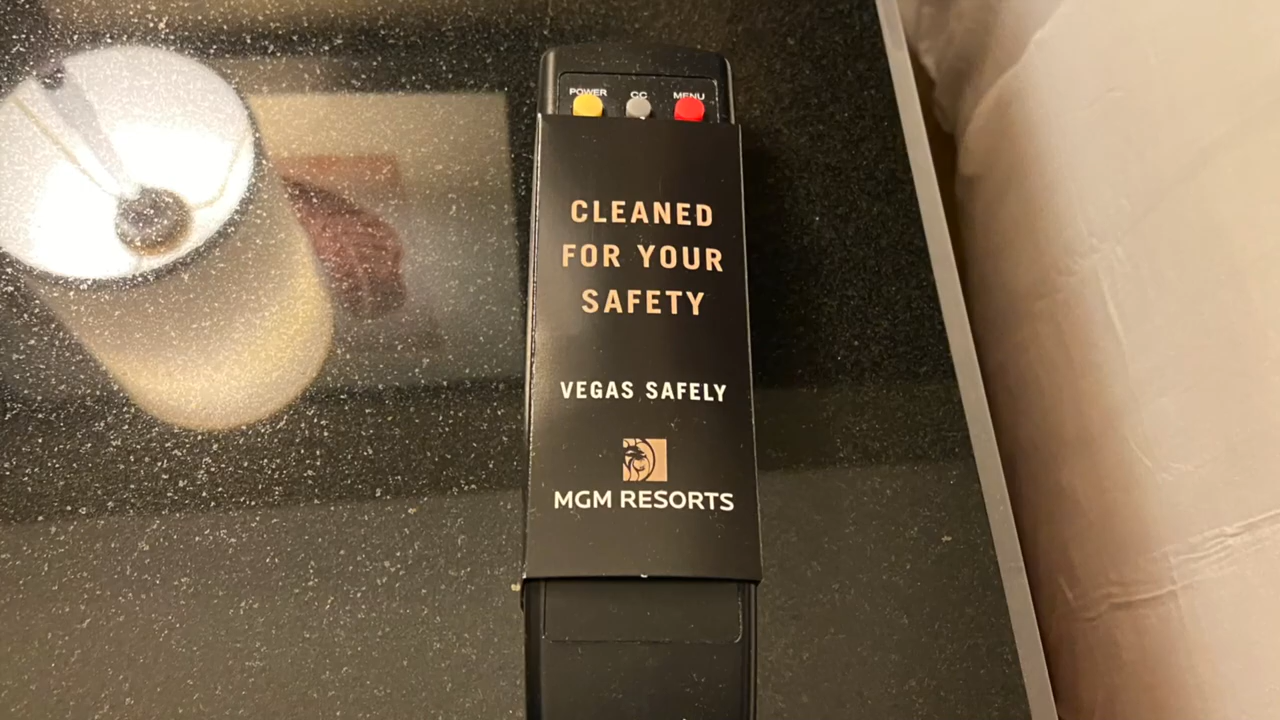 POWER CC MENU
CLEANED
FOR YOUR
SAFETY
VEGAS SAFELY
MGM RESORTS